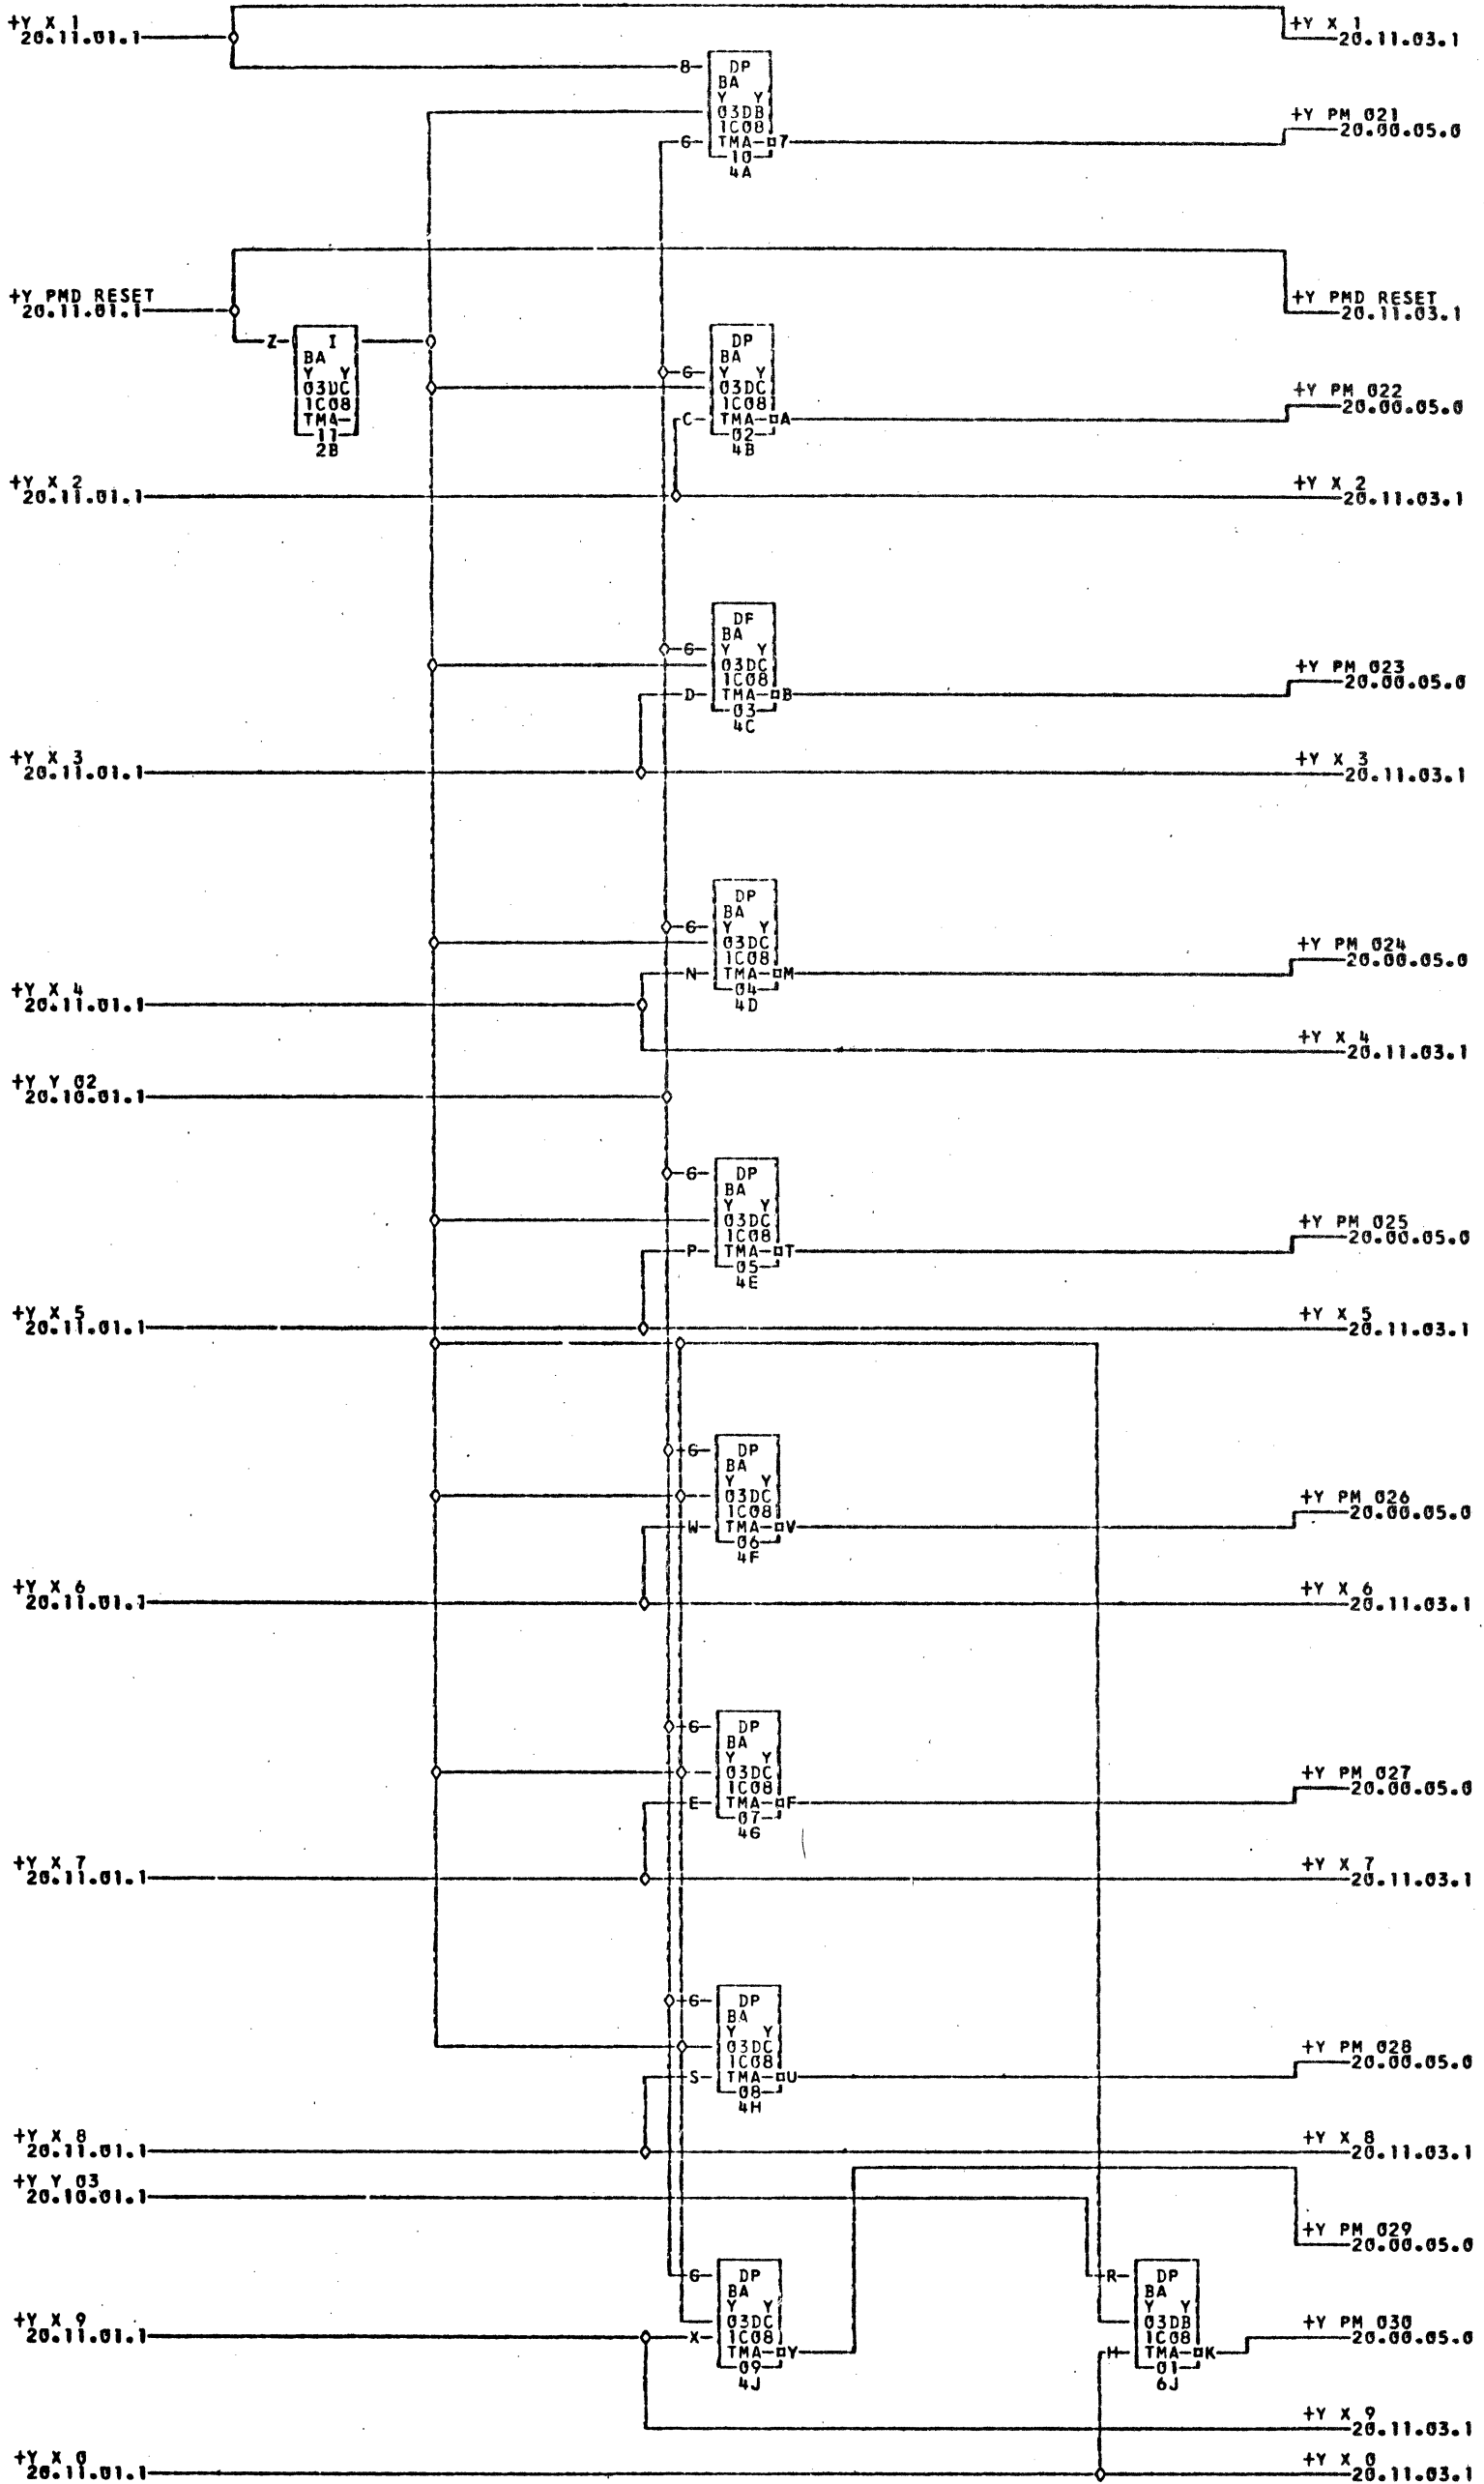 +Y X 1
20.11.01.1
+Y X 1
20.11.03.1
8
DP
BA
Y Y
03DB
1C08
6 TMA 7
10
4A
+Y PM 021
20.00.05.0
+Y PMD RESET
20.11.01.1
+Y PMD RESET
20.11.03.1
Z I
BA
Y Y
03DC
1C08
TMA
11
2B
DP
BA
6 Y Y
03DC
1C08
C TMA A
02
4B
+Y PM 022
20.00.05.0
+Y X 2
20.11.01.1
+Y X 2
20.11.03.1
DF
BA
6 Y Y
03DC
1C08
D TMA B
03
4C
+Y PM 023
20.00.05.0
+Y X 3
20.11.01.1
+Y X 3
20.11.03.1
DP
BA
6 Y Y
03DC
1C08
N TMA M
04
4D
+Y PM 024
20.00.05.0
+Y X 4
20.11.01.1
+Y X 4
20.11.03.1
+Y Y 02
20.10.01.1
6 DP
BA
Y Y
03DC
1C08
P TMA T
05
4E
+Y PM 025
20.00.05.0
+Y X 5
20.11.01.1
+Y X 5
20.11.03.1
6 DP
BA
Y Y
03DC
1C08
W TMA V
06
4F
+Y PM 026
20.00.05.0
+Y X 6
20.11.01.1
+Y X 6
20.11.03.1
6 DP
BA
Y Y
03DC
1C08
E TMA F
07
4G
+Y PM 027
20.00.05.0
+Y X 7
20.11.01.1
+Y X 7
20.11.03.1
6 DP
BA
Y Y
03DC
1C08
S TMA U
08
4H
+Y PM 028
20.00.05.0
+Y X 8
20.11.01.1
+Y X 8
20.11.03.1
+Y Y 03
20.10.01.1
+Y PM 029
20.00.05.0
6 DP
BA
Y Y
03DC
X 1C08
TMA Y
09
4J
R DP
BA
Y Y
03DB
1C08
H TMA K
01
6J
+Y X 9
20.11.01.1
+Y PM 030
20.00.05.0
+Y X 9
20.11.03.1
+Y X 0
20.11.01.1
+Y X 0
20.11.03.1